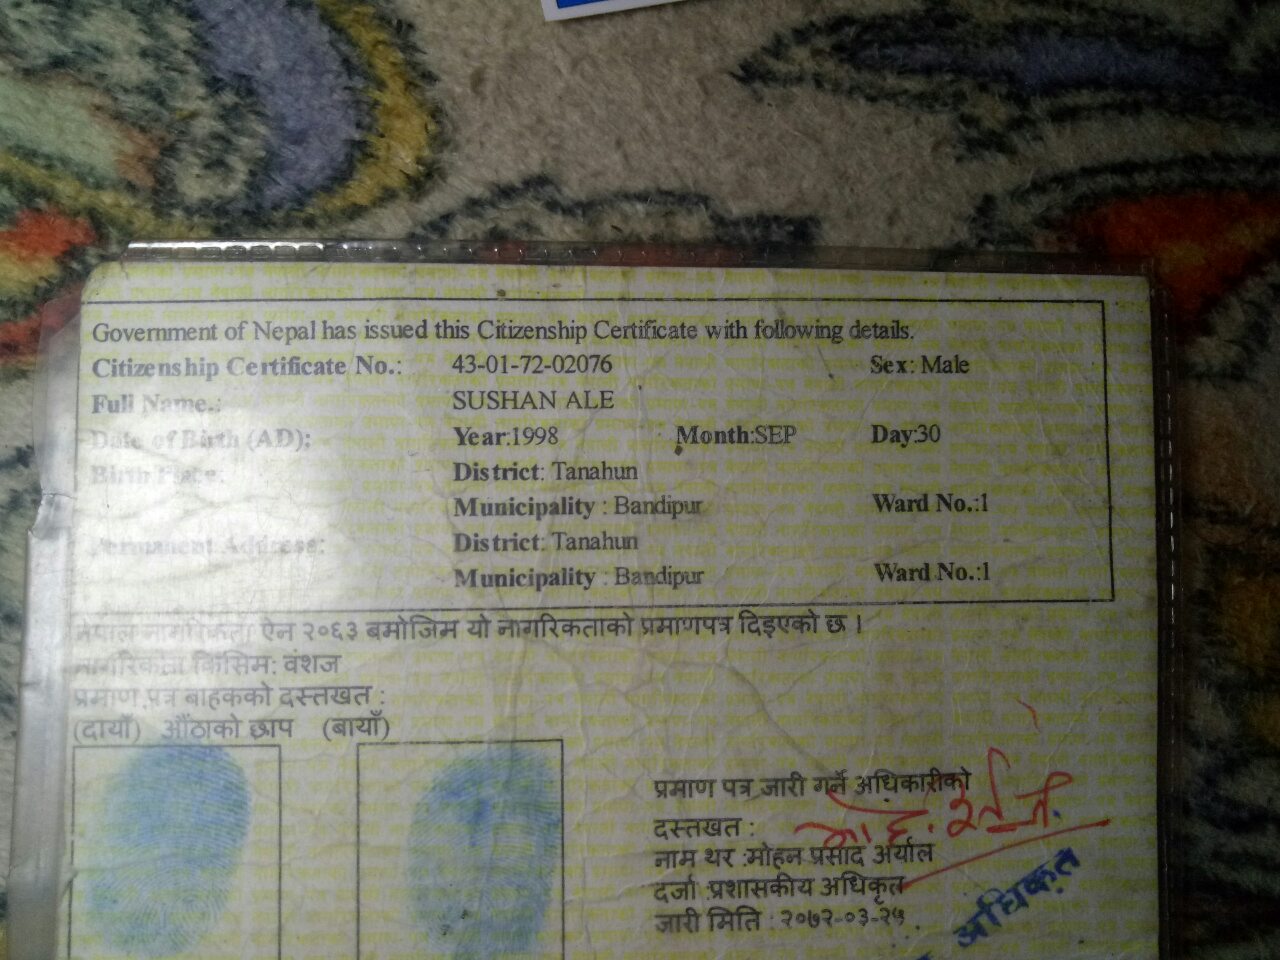 Government of Nepal has issued this Citizenship Certificate with following details.
Citizenship Certificate No.: 43-01-72-02076 Sex: Male
Full Name.: SUSHAN ALE
Date of Birth (AD): Year:1998 Month:SEP Day:30
Birth Place: District: Tanahun
Municipality : Bandipur Ward No.:1
Permanent Address: District: Tanahun
Municipality : Bandipur Ward No.:1
नेपाल नागरिकता ऐन २०६३ बमोजिम यो नागरिकताको प्रमाणपत्र दिइएको छ ।
नागरिकता किसिम: वंशज
प्रमाण पत्र बाहकको दस्तखत :
(दायाँ) औंठाको छाप (बायाँ)
प्रमाण पत्र जारी गर्ने अधिकारीको
दस्तखत :
नाम थर :मोहन प्रसाद अर्याल
दर्जा :प्रशासकीय अधिकृत
जारी मिति : २०७२-०३-२५
अधिकृत